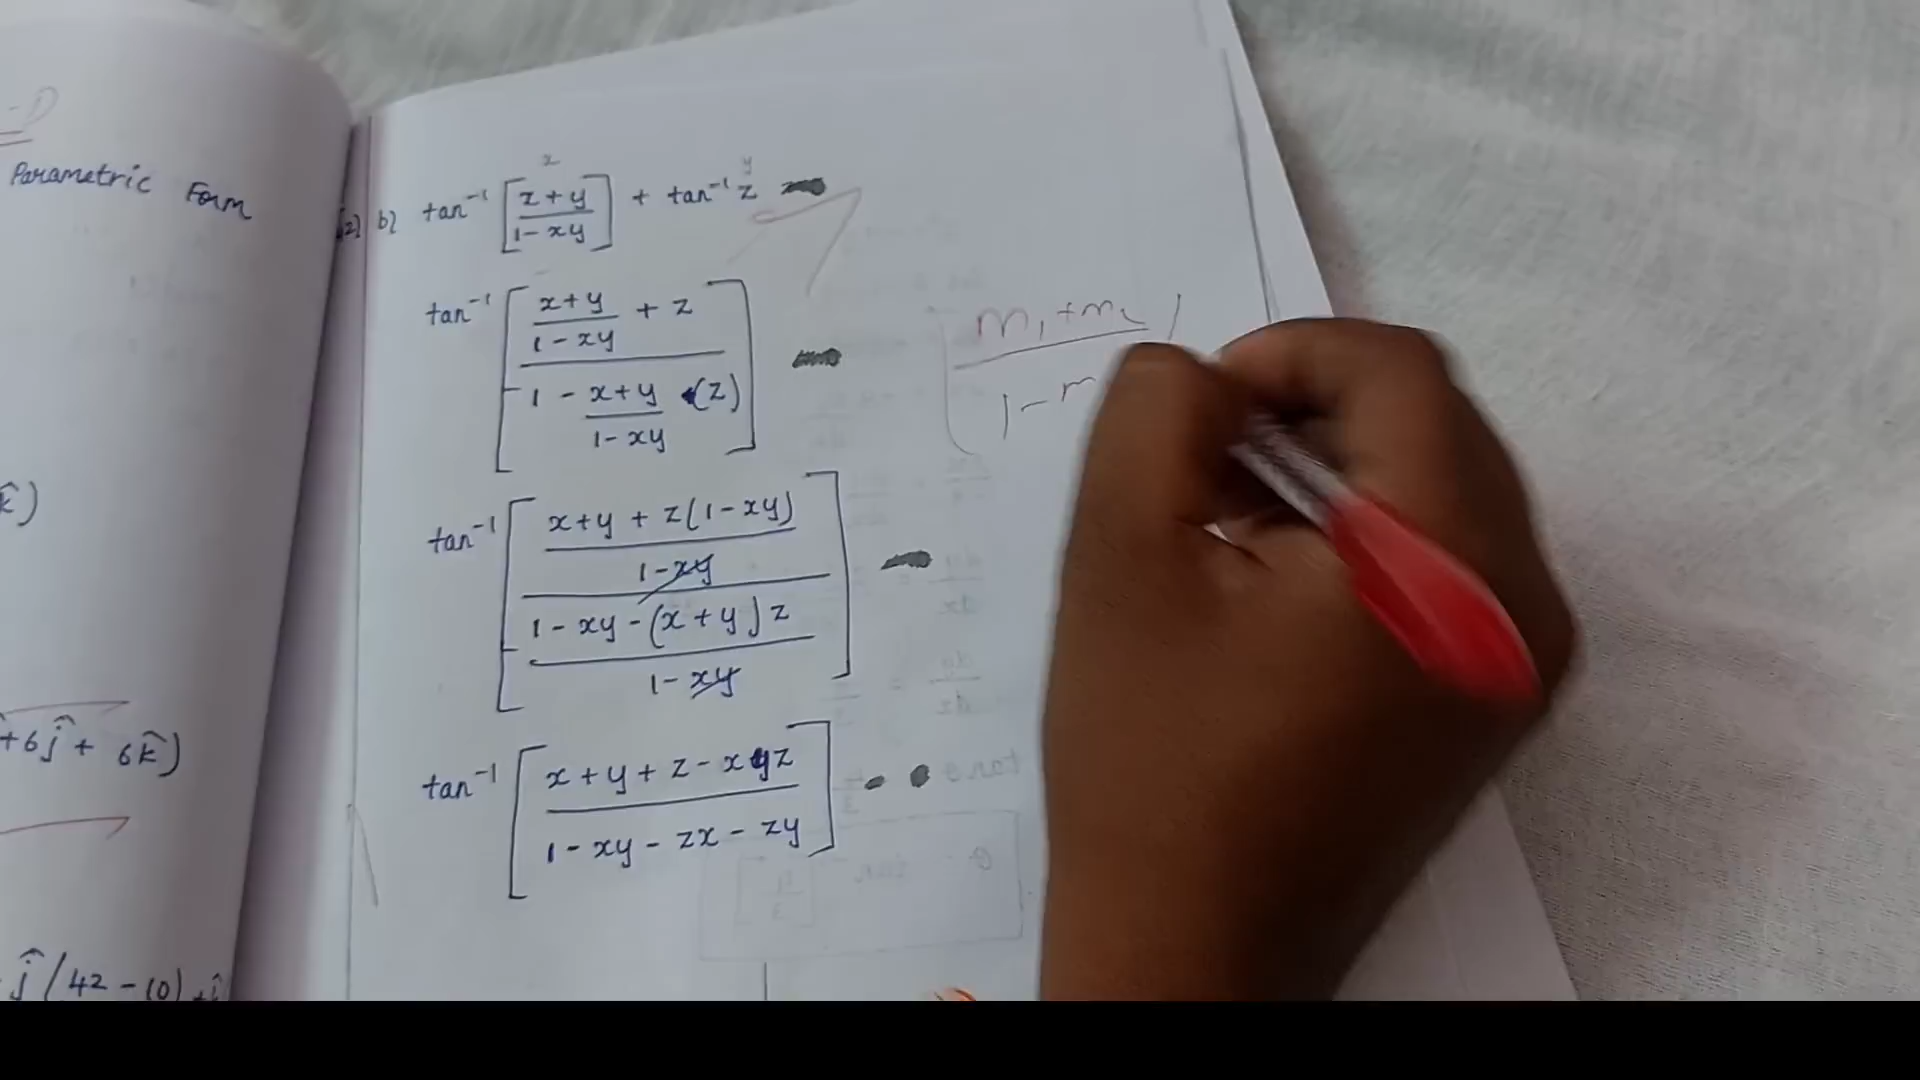 Parametric Form
k̂)
+6ĵ + 6k̂)
ĵ(42 - 10) +
[2] b) tan⁻¹ [x+y / 1-xy] + tan⁻¹ z
x
y
tan⁻¹ [(x+y / 1-xy + z) / (1 - x+y / 1-xy (z))]
m₁+m₂
1-m
tan⁻¹ [(x+y + z(1-xy) / 1-xy) / (1-xy-(x+y)z / 1-xy)]
tan⁻¹ [x+y+z-xyz / 1-xy-zx-zy]